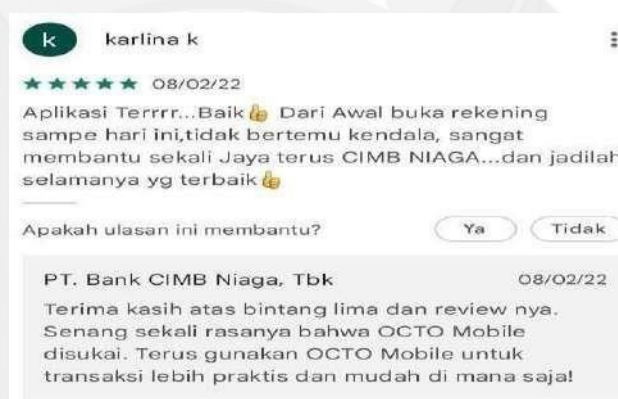 k karlina k
★★★★★ 08/02/22
Aplikasi Terrrr...Baik👍 Dari Awal buka rekening
sampe hari ini,tidak bertemu kendala, sangat
membantu sekali Jaya terus CIMB NIAGA...dan jadilah
selamanya yg terbaik👍
Apakah ulasan ini membantu? Ya Tidak
PT. Bank CIMB Niaga, Tbk 08/02/22
Terima kasih atas bintang lima dan review nya.
Senang sekali rasanya bahwa OCTO Mobile
disukai. Terus gunakan OCTO Mobile untuk
transaksi lebih praktis dan mudah di mana saja!